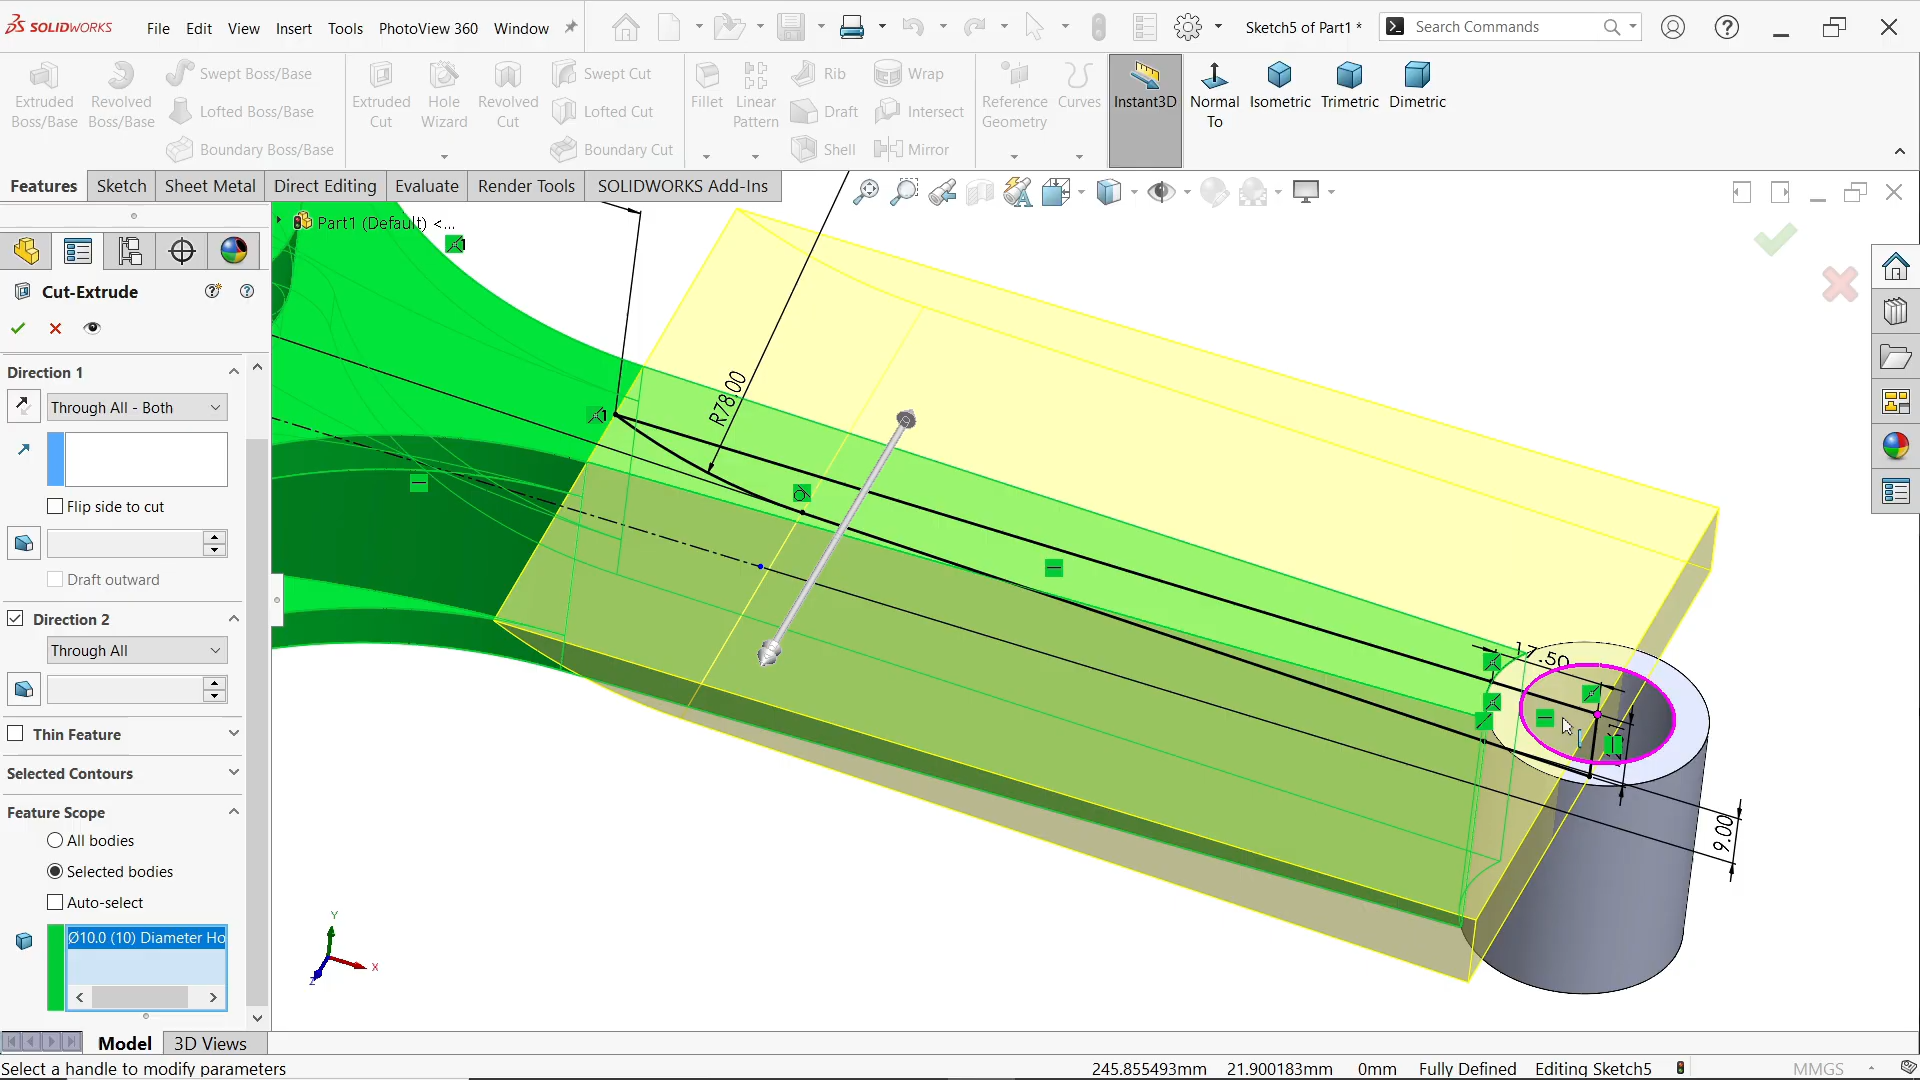 SOLIDWORKS File Edit View Insert Tools PhotoView 360 Window Sketch5 of Part1 * Search Commands
Extruded Boss/Base
Revolved Boss/Base
Swept Boss/Base
Lofted Boss/Base
Boundary Boss/Base
Extruded Cut
Hole Wizard
Revolved Cut
Swept Cut
Lofted Cut
Boundary Cut
Fillet
Linear Pattern
Rib
Draft
Shell
Wrap
Intersect
Mirror
Reference Geometry
Curves
Instant3D
Normal To
Isometric
Trimetric
Dimetric
Features Sketch Sheet Metal Direct Editing Evaluate Render Tools SOLIDWORKS Add-Ins
Part1 (Default) <...
Cut-Extrude
Direction 1
Through All - Both
Flip side to cut
Draft outward
Direction 2
Through All
Thin Feature
Selected Contours
Feature Scope
All bodies
Selected bodies
Auto-select
Ø10.0 (10) Diameter Ho
R78.00
17.50
9.00
1
1
Y
X
Z
Model 3D Views
Select a handle to modify parameters 245.855493mm 21.900183mm 0mm Fully Defined Editing Sketch5 MMGS